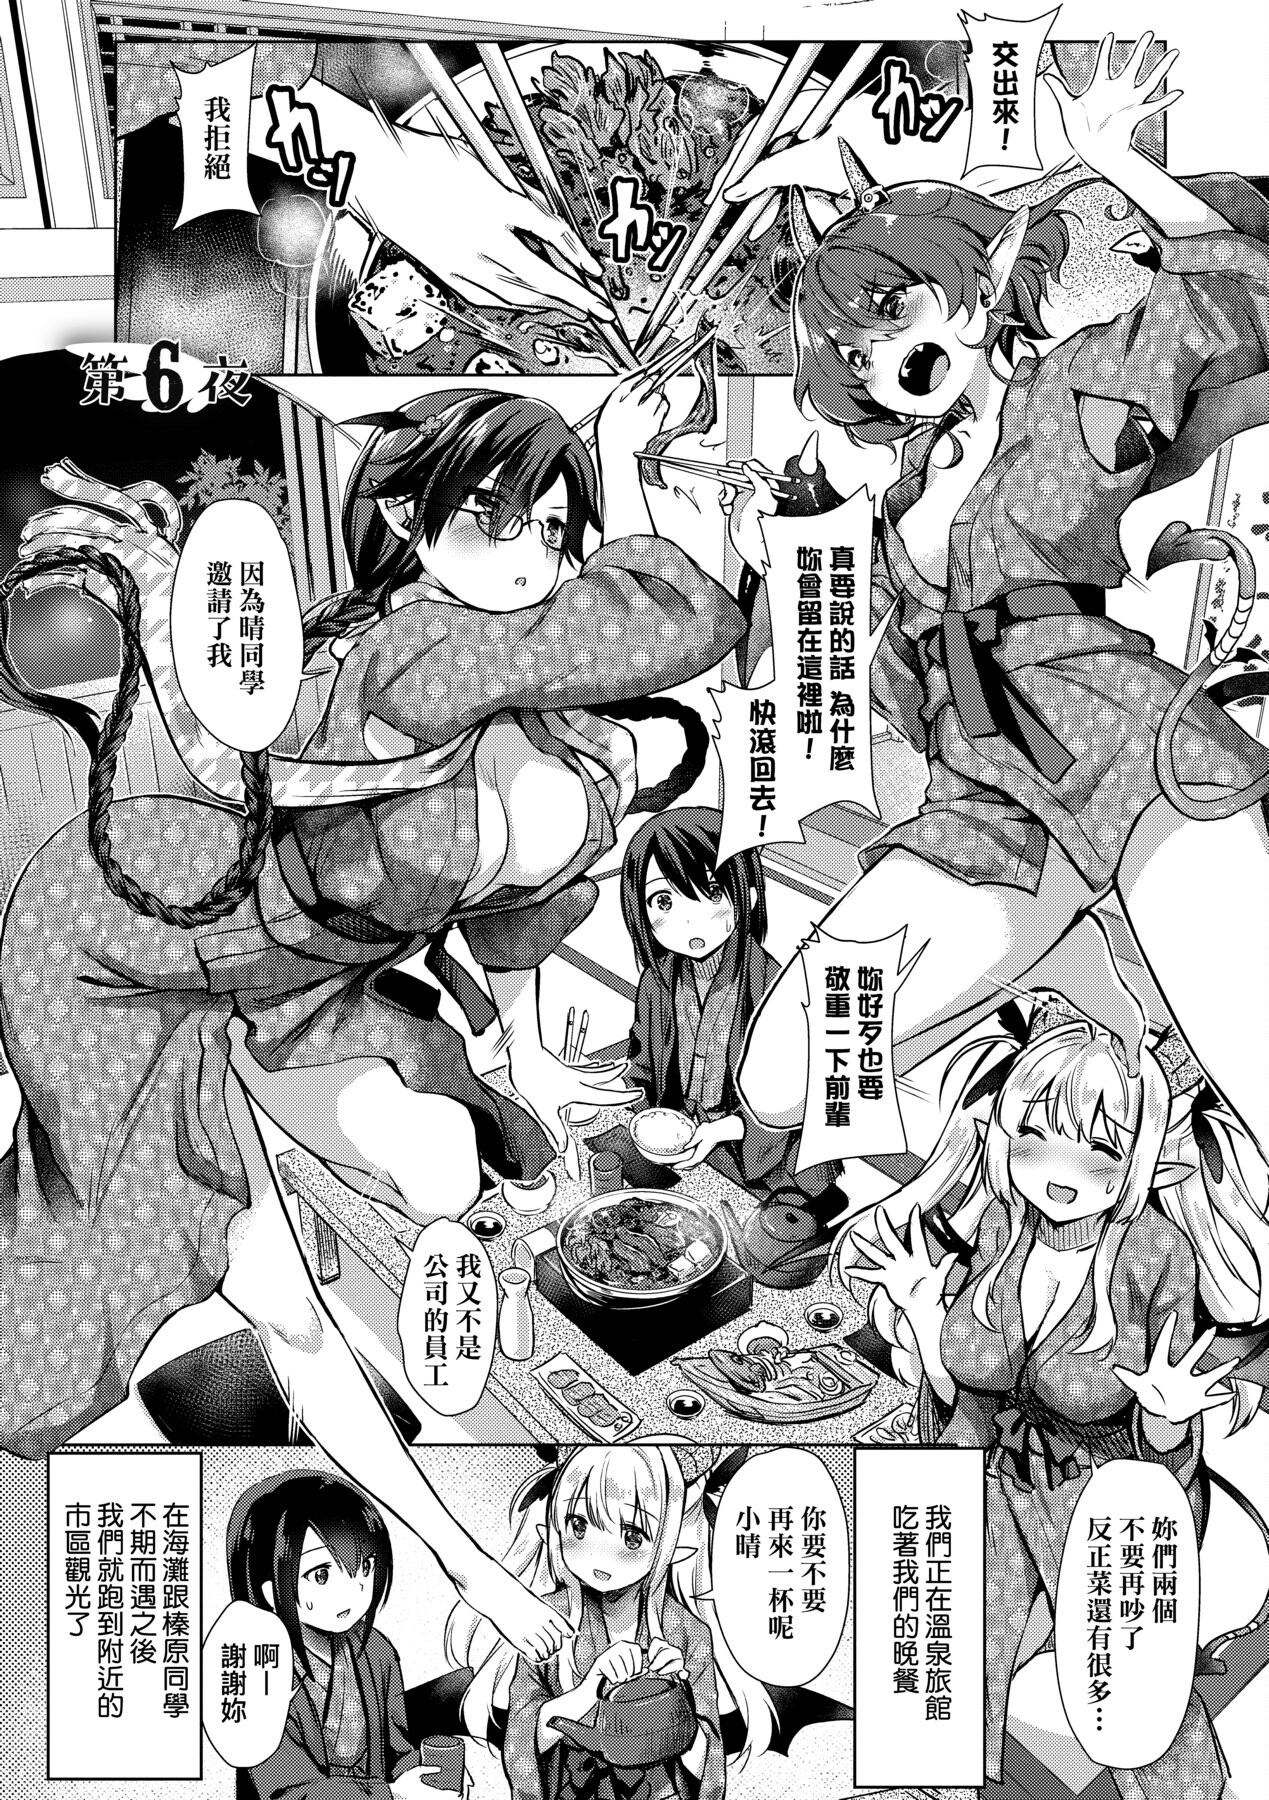 交出來！
カッ
カッ
カッ
我拒絕
第6夜
真要說的話 為什麼
妳會留在這裡啦！
快滾回去！
因為晴同學
邀請了我
妳好歹也要
敬重一下前輩
我又不是
公司的員工
妳們兩個
不要再吵了
反正菜還有很多…
我們正在溫泉旅館
吃著我們的晚餐
你要不要
再來一杯呢
小晴
啊—
謝謝妳
在海灘跟榛原同學
不期而遇之後
我們就跑到附近的
市區觀光了